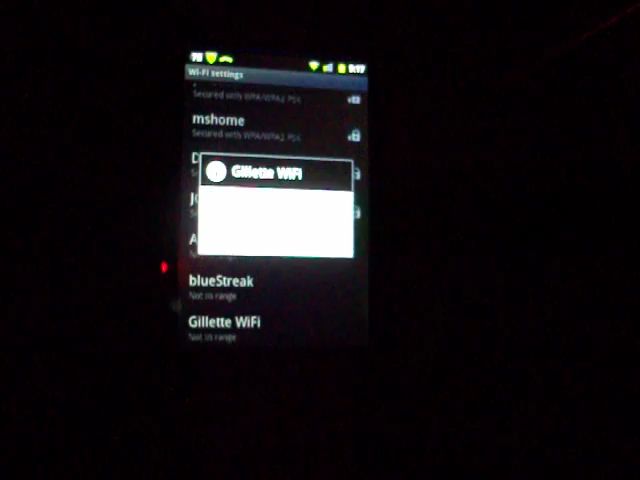 Wi-Fi settings
Secured with WPA/WPA2 PSK
mshome
Secured with WPA/WPA2 PSK
D
Gillette WiFi
J
A
blueStreak
Not in range
Gillette WiFi
Not in range